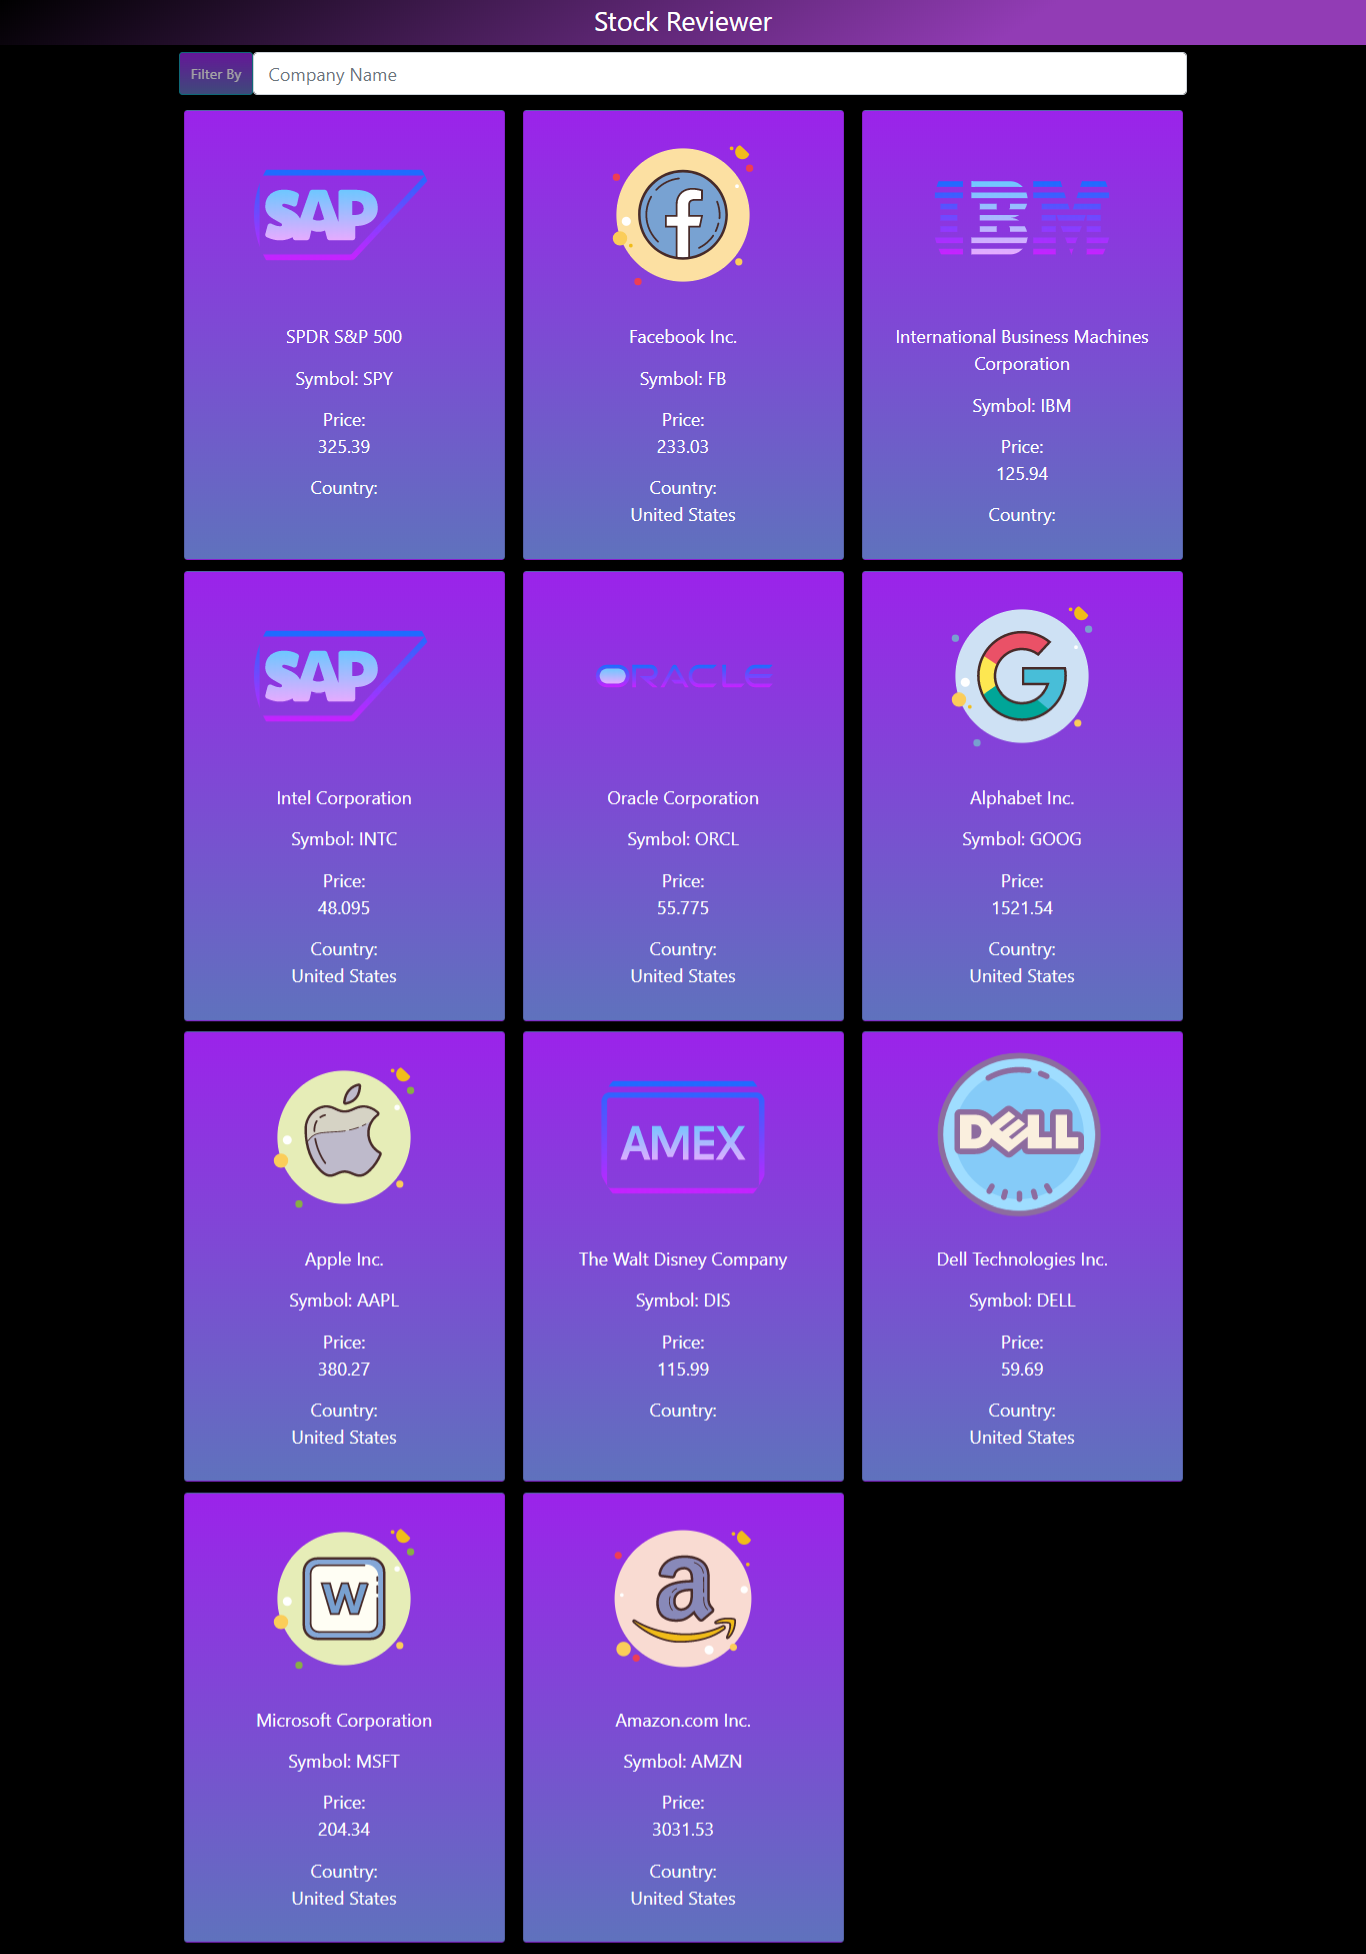 Stock Reviewer
Filter By
Company Name
SAP
SPDR S&P 500
Symbol: SPY
Price:
325.39
Country:
f
Facebook Inc.
Symbol: FB
Price:
233.03
Country:
United States
IBM
International Business Machines
Corporation
Symbol: IBM
Price:
125.94
Country:
SAP
Intel Corporation
Symbol: INTC
Price:
48.095
Country:
United States
ORACLE
Oracle Corporation
Symbol: ORCL
Price:
55.775
Country:
United States
G
Alphabet Inc.
Symbol: GOOG
Price:
1521.54
Country:
United States
Apple Inc.
Symbol: AAPL
Price:
380.27
Country:
United States
AMEX
The Walt Disney Company
Symbol: DIS
Price:
115.99
Country:
DELL
Dell Technologies Inc.
Symbol: DELL
Price:
59.69
Country:
United States
W
Microsoft Corporation
Symbol: MSFT
Price:
204.34
Country:
United States
a
Amazon.com Inc.
Symbol: AMZN
Price:
3031.53
Country:
United States